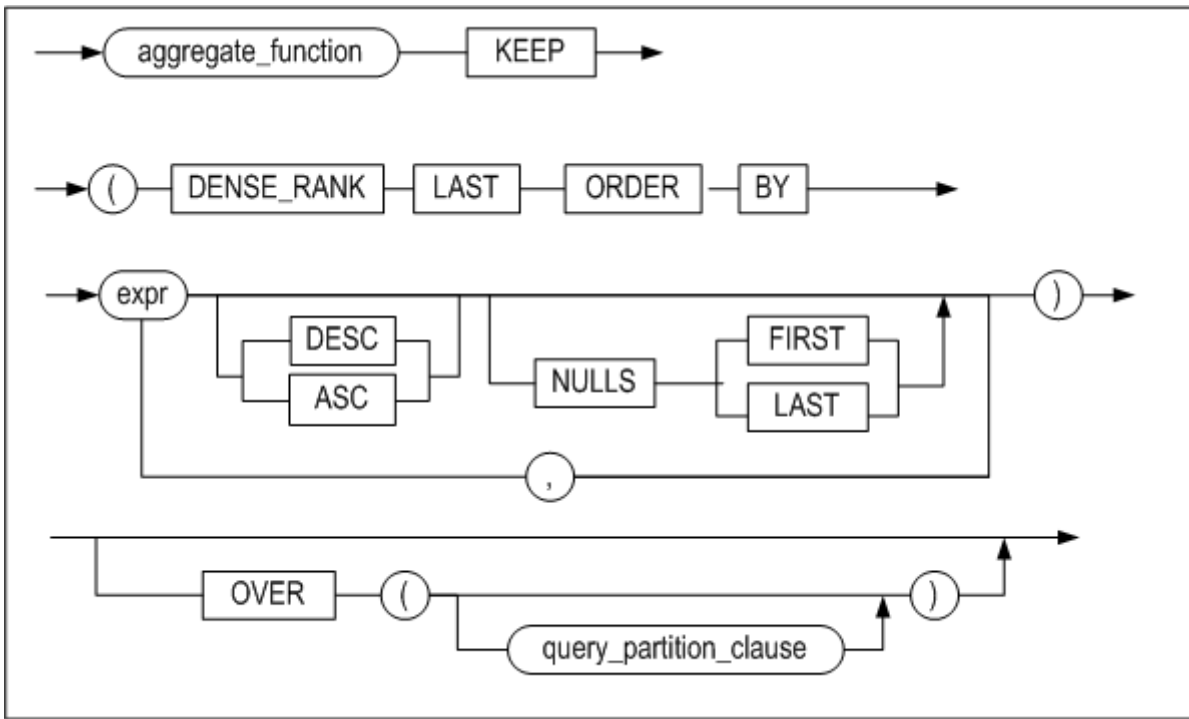 aggregate_function KEEP
( DENSE_RANK LAST ORDER BY
expr )
DESC FIRST
NULLS
ASC LAST
,
OVER ( )
query_partition_clause